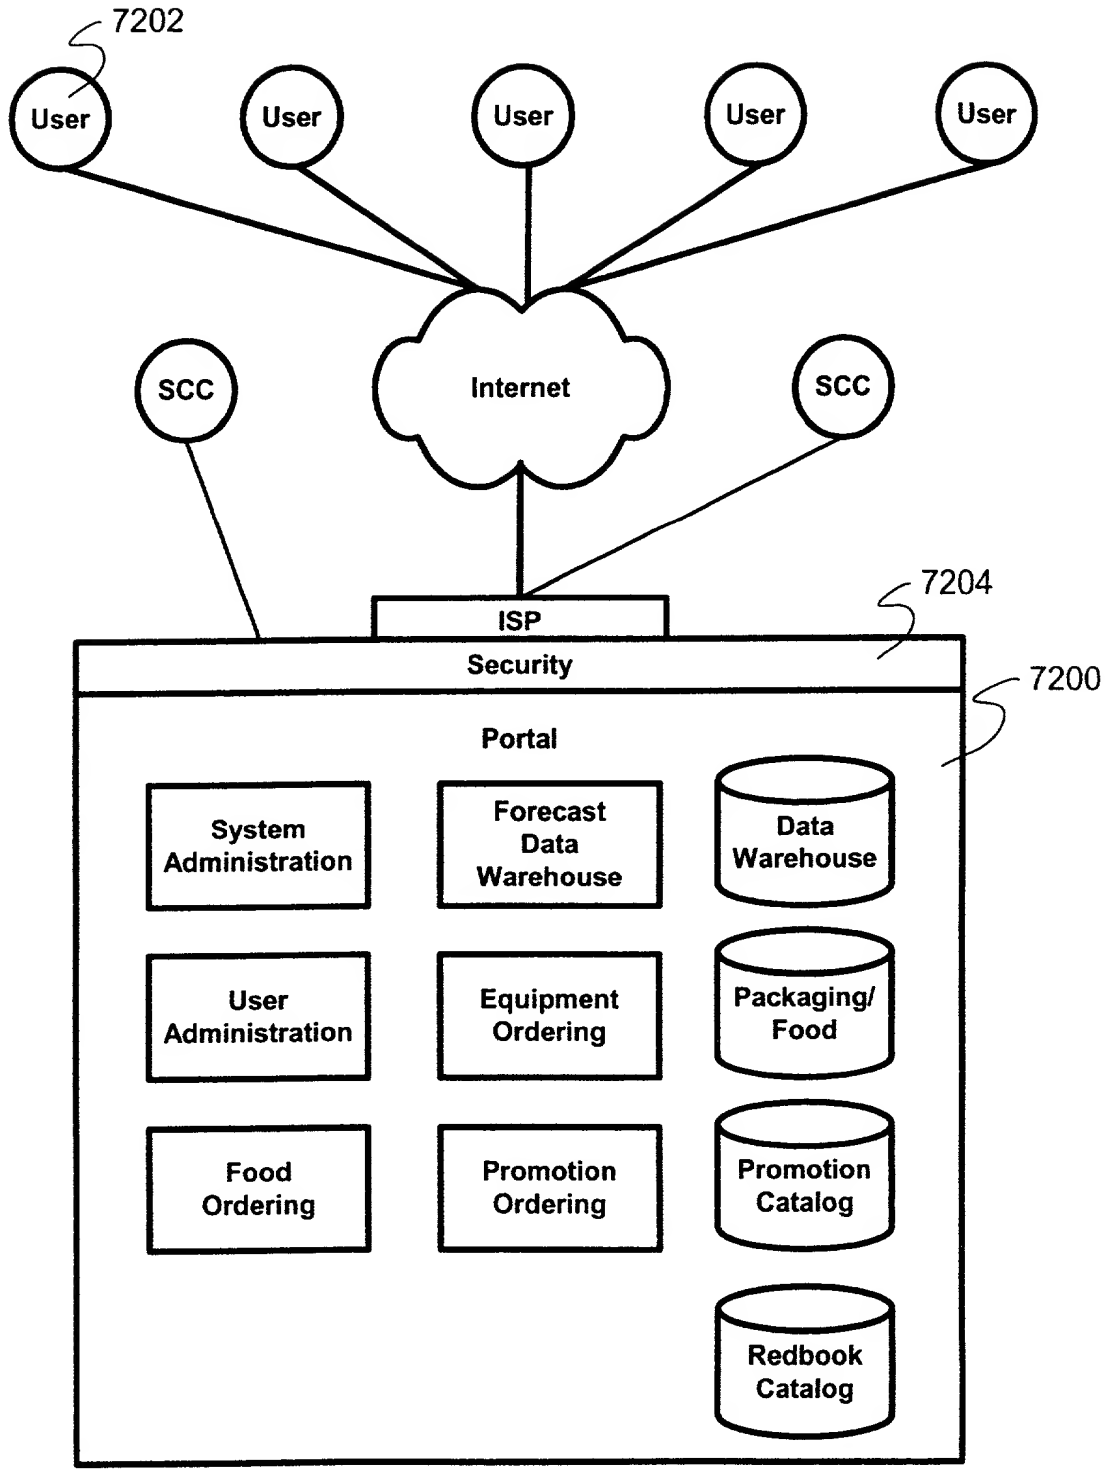 7202
User
User
User
User
User
SCC
Internet
SCC
7204
ISP
Security
7200
Portal
System
Administration
Forecast
Data
Warehouse
Data
Warehouse
User
Administration
Equipment
Ordering
Packaging/
Food
Food
Ordering
Promotion
Ordering
Promotion
Catalog
Redbook
Catalog